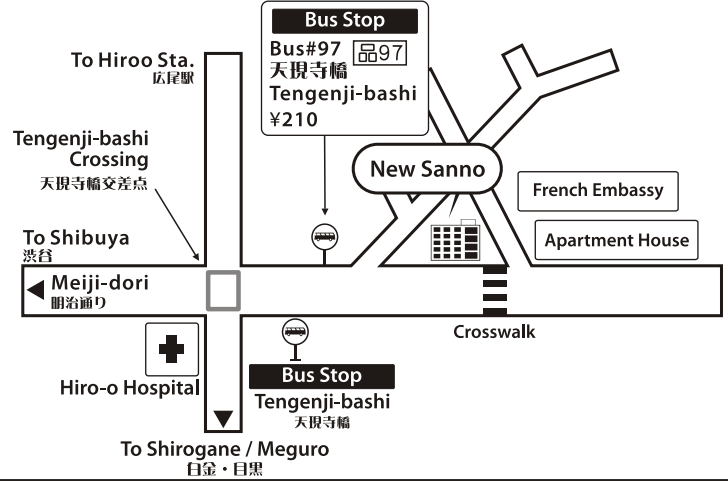 Bus Stop
Bus#97 品97
天現寺橋
Tengenji-bashi
¥210
To Hiroo Sta.
広尾駅
Tengenji-bashi
Crossing
天現寺橋交差点
New Sanno
French Embassy
Apartment House
To Shibuya
渋谷
Meiji-dori
明治通り
Crosswalk
Hiro-o Hospital
Bus Stop
Tengenji-bashi
天現寺橋
To Shirogane / Meguro
白金・目黒